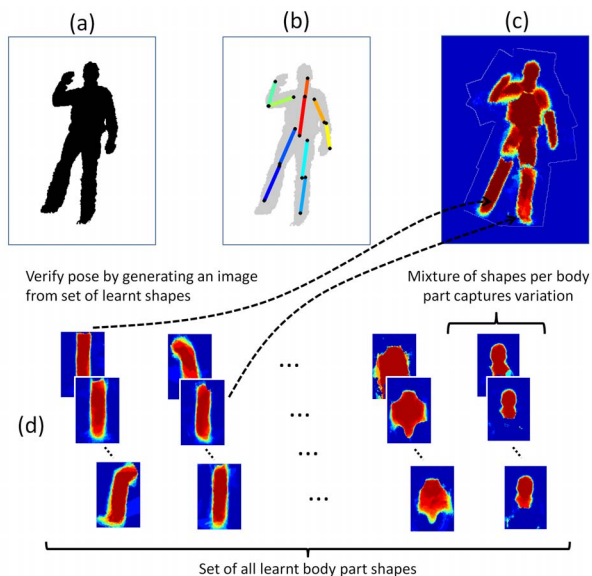 (a)
(b)
(c)
Verify pose by generating an image
from set of learnt shapes
Mixture of shapes per body
part captures variation
(d)
Set of all learnt body part shapes